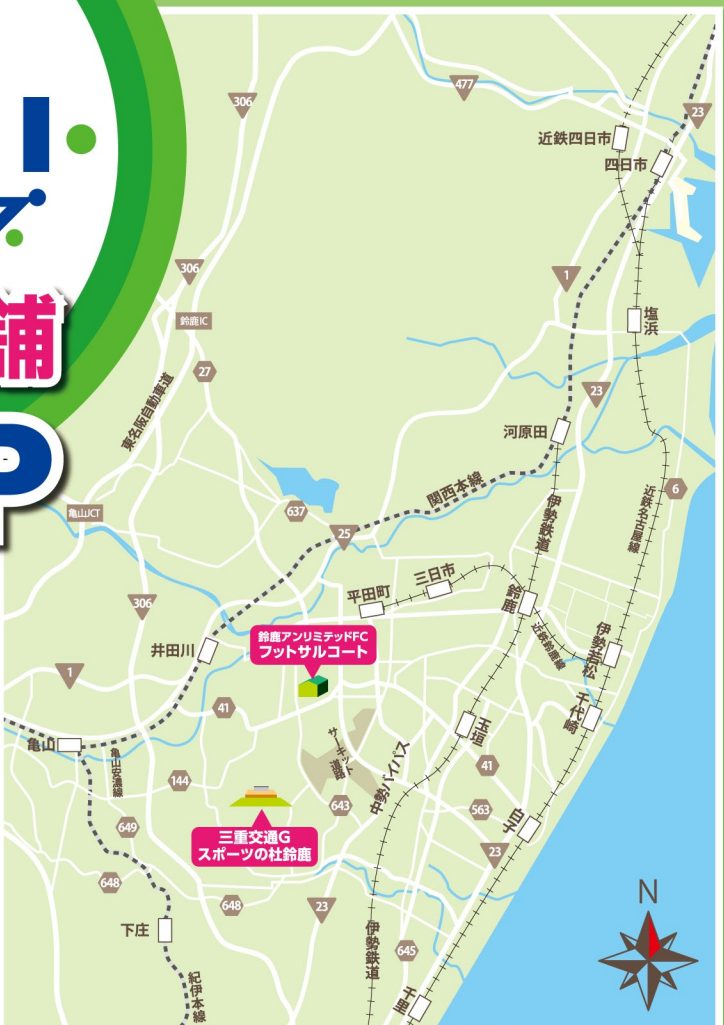 舗
P
306
477
23
近鉄四日市
四日市
306
1
鈴鹿IC
塩浜
27
23
東名阪自動車道
河原田
関西本線
6
亀山JCT
637
伊勢鉄道
近鉄名古屋線
25
三日市
平田町
306
鈴鹿
伊勢若松
近鉄鈴鹿線
鈴鹿アンリミテッドFC
フットサルコート
井田川
1
千代崎
41
玉垣
亀山
サーキット
道路
中勢バイパス
亀山安濃線
144
41
643
563
白子
649
三重交通G
スポーツの杜鈴鹿
23
648
648
23
N
下庄
伊勢鉄道
645
紀伊本線
千里